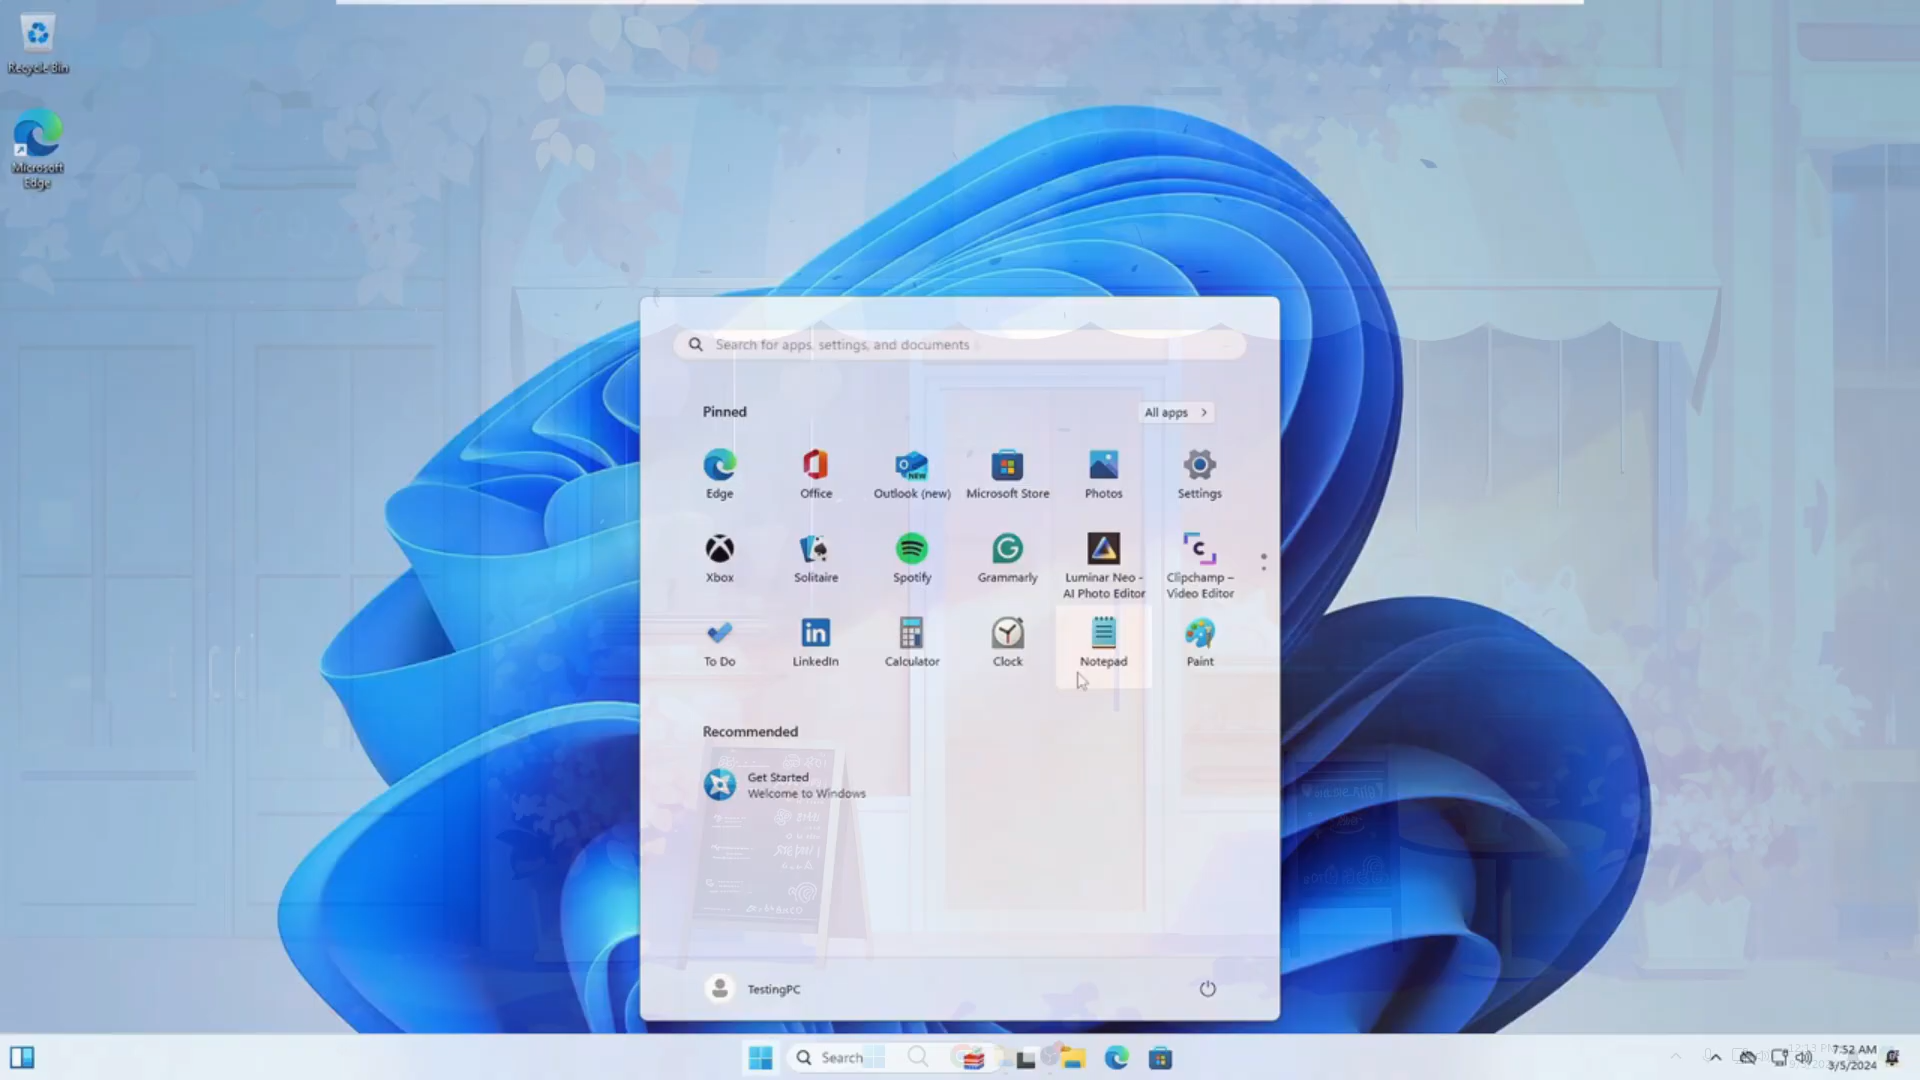 Recycle Bin
Microsoft
Edge
Search for apps, settings, and documents
Pinned
All apps
Edge
Office
Outlook (new)
Microsoft Store
Photos
Settings
Xbox
Solitaire
Spotify
Grammarly
Luminar Neo -
AI Photo Editor
Clipchamp –
Video Editor
To Do
LinkedIn
Calculator
Clock
Notepad
Paint
Recommended
Get Started
Welcome to Windows
TestingPC
Search
7:52 AM
3/5/2024